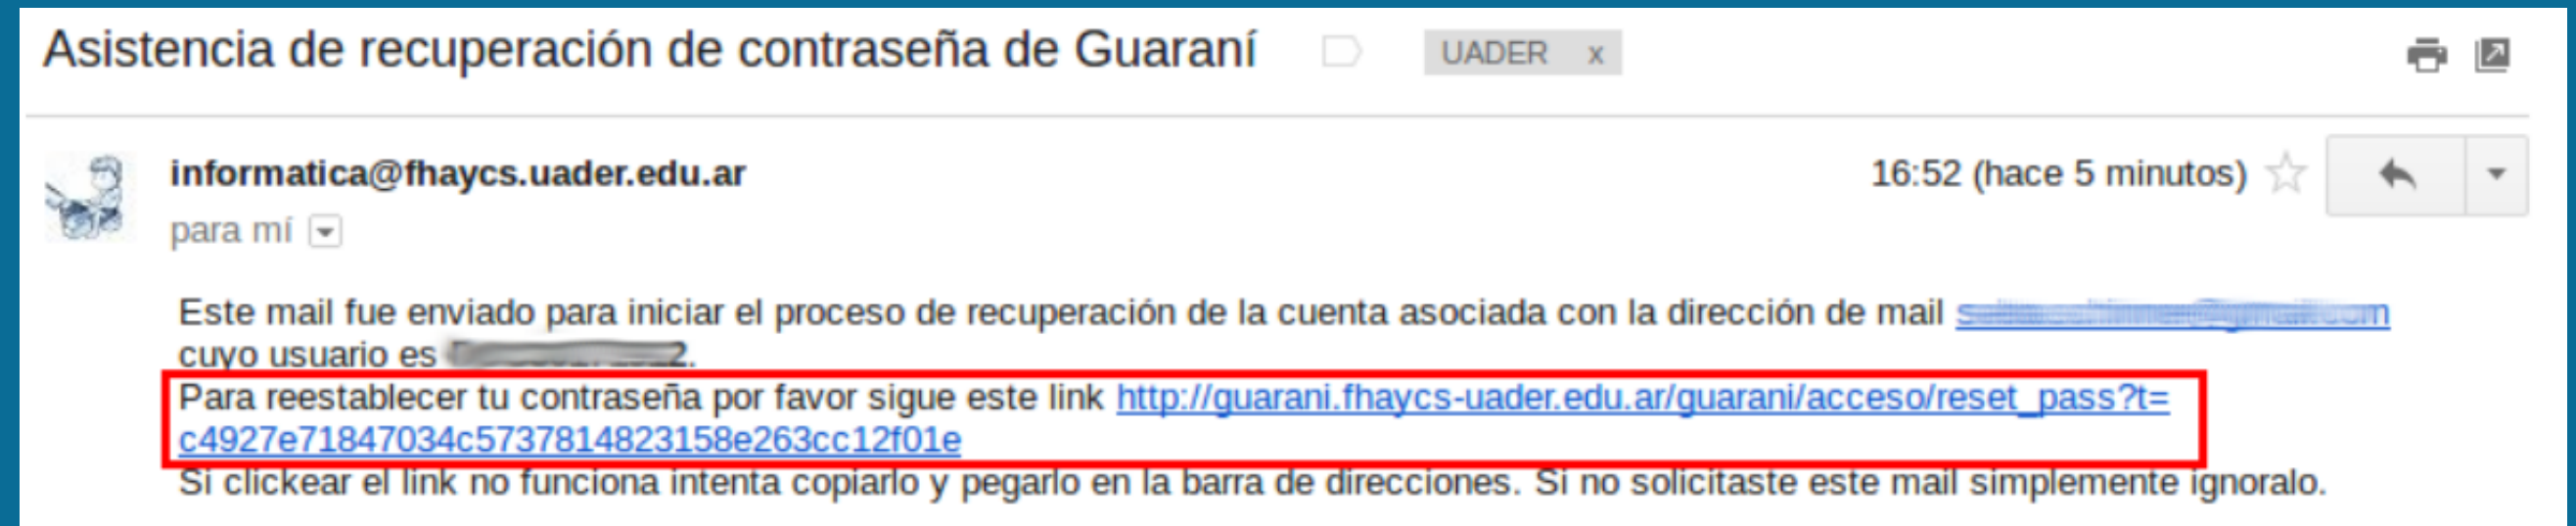 Asistencia de recuperación de contraseña de Guaraní UADER x
informatica@fhaycs.uader.edu.ar 16:52 (hace 5 minutos)
para mí
Este mail fue enviado para iniciar el proceso de recuperación de la cuenta asociada con la dirección de mail
cuyo usuario es
Para reestablecer tu contraseña por favor sigue este link http://guarani.fhaycs-uader.edu.ar/guarani/acceso/reset_pass?t=
c4927e71847034c5737814823158e263cc12f01e
Si clickear el link no funciona intenta copiarlo y pegarlo en la barra de direcciones. Si no solicitaste este mail simplemente ignoralo.